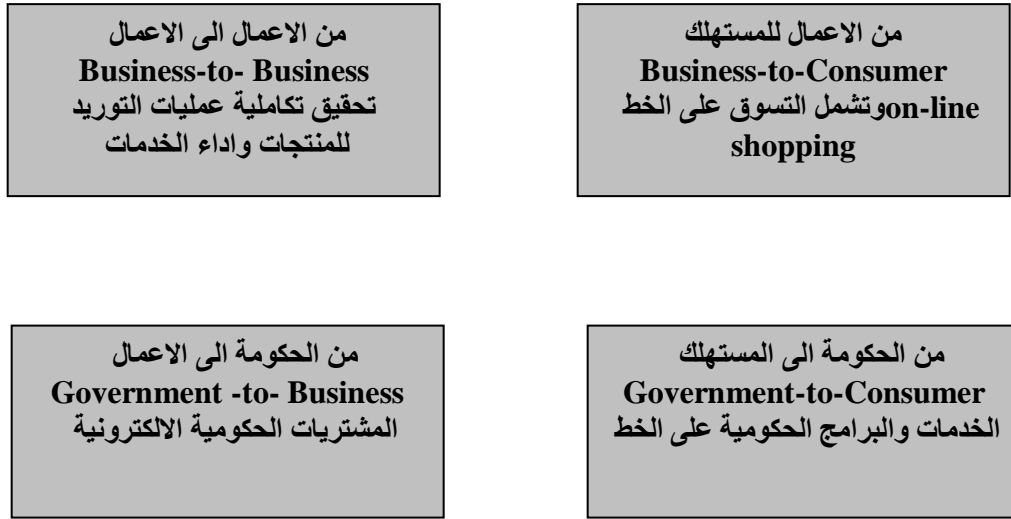 من الاعمال للمستهلك
Business-to-Consumer
وتشمل التسوق على الخط on-line
shopping
من الاعمال الى الاعمال
Business-to- Business
تحقيق تكاملية عمليات التوريد
للمنتجات واداء الخدمات
من الحكومة الى المستهلك
Government-to-Consumer
الخدمات والبرامج الحكومية على الخط
من الحكومة الى الاعمال
Government -to- Business
المشتريات الحكومية الالكترونية